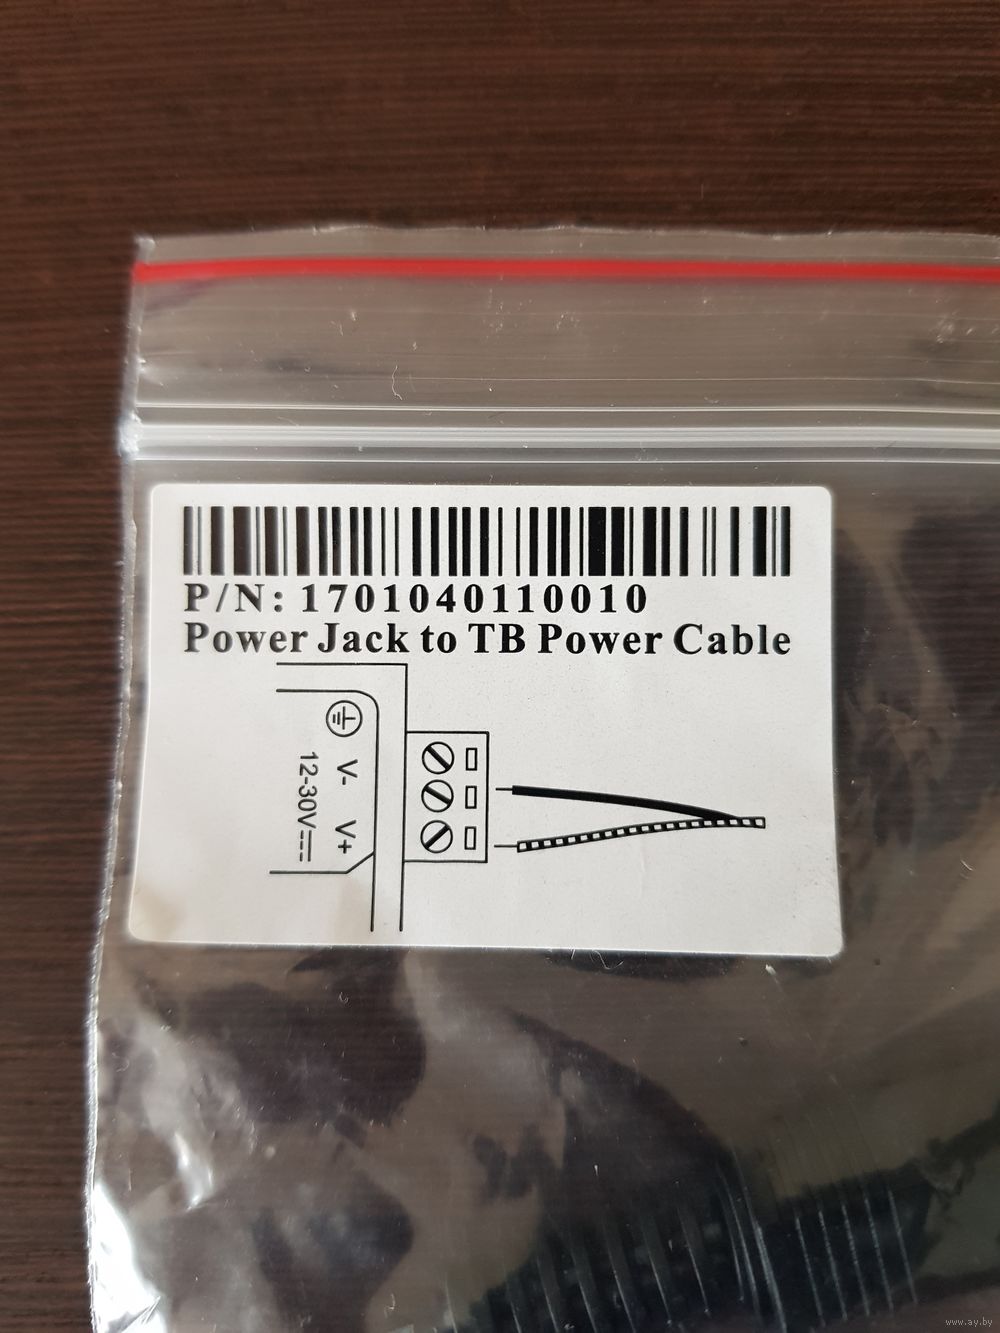 P/N: 1701040110010
Power Jack to TB Power Cable
V- V+
12-30V
www.ay.by